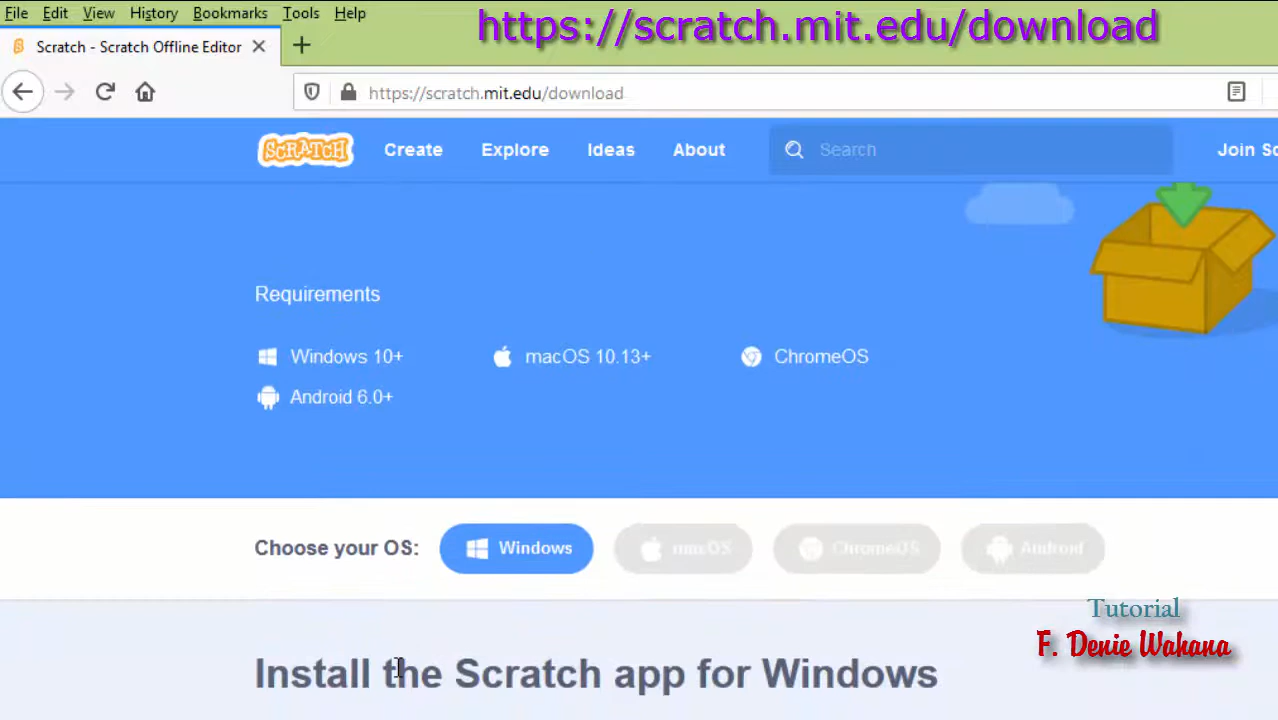 File Edit View History Bookmarks Tools Help
https://scratch.mit.edu/download
Scratch - Scratch Offline Editor
https://scratch.mit.edu/download
SCRATCH Create Explore Ideas About Search Join Sc
Requirements
Windows 10+ macOS 10.13+ ChromeOS
Android 6.0+
Choose your OS: Windows macOS ChromeOS Android
Tutorial
F. Denie Wahana
Install the Scratch app for Windows